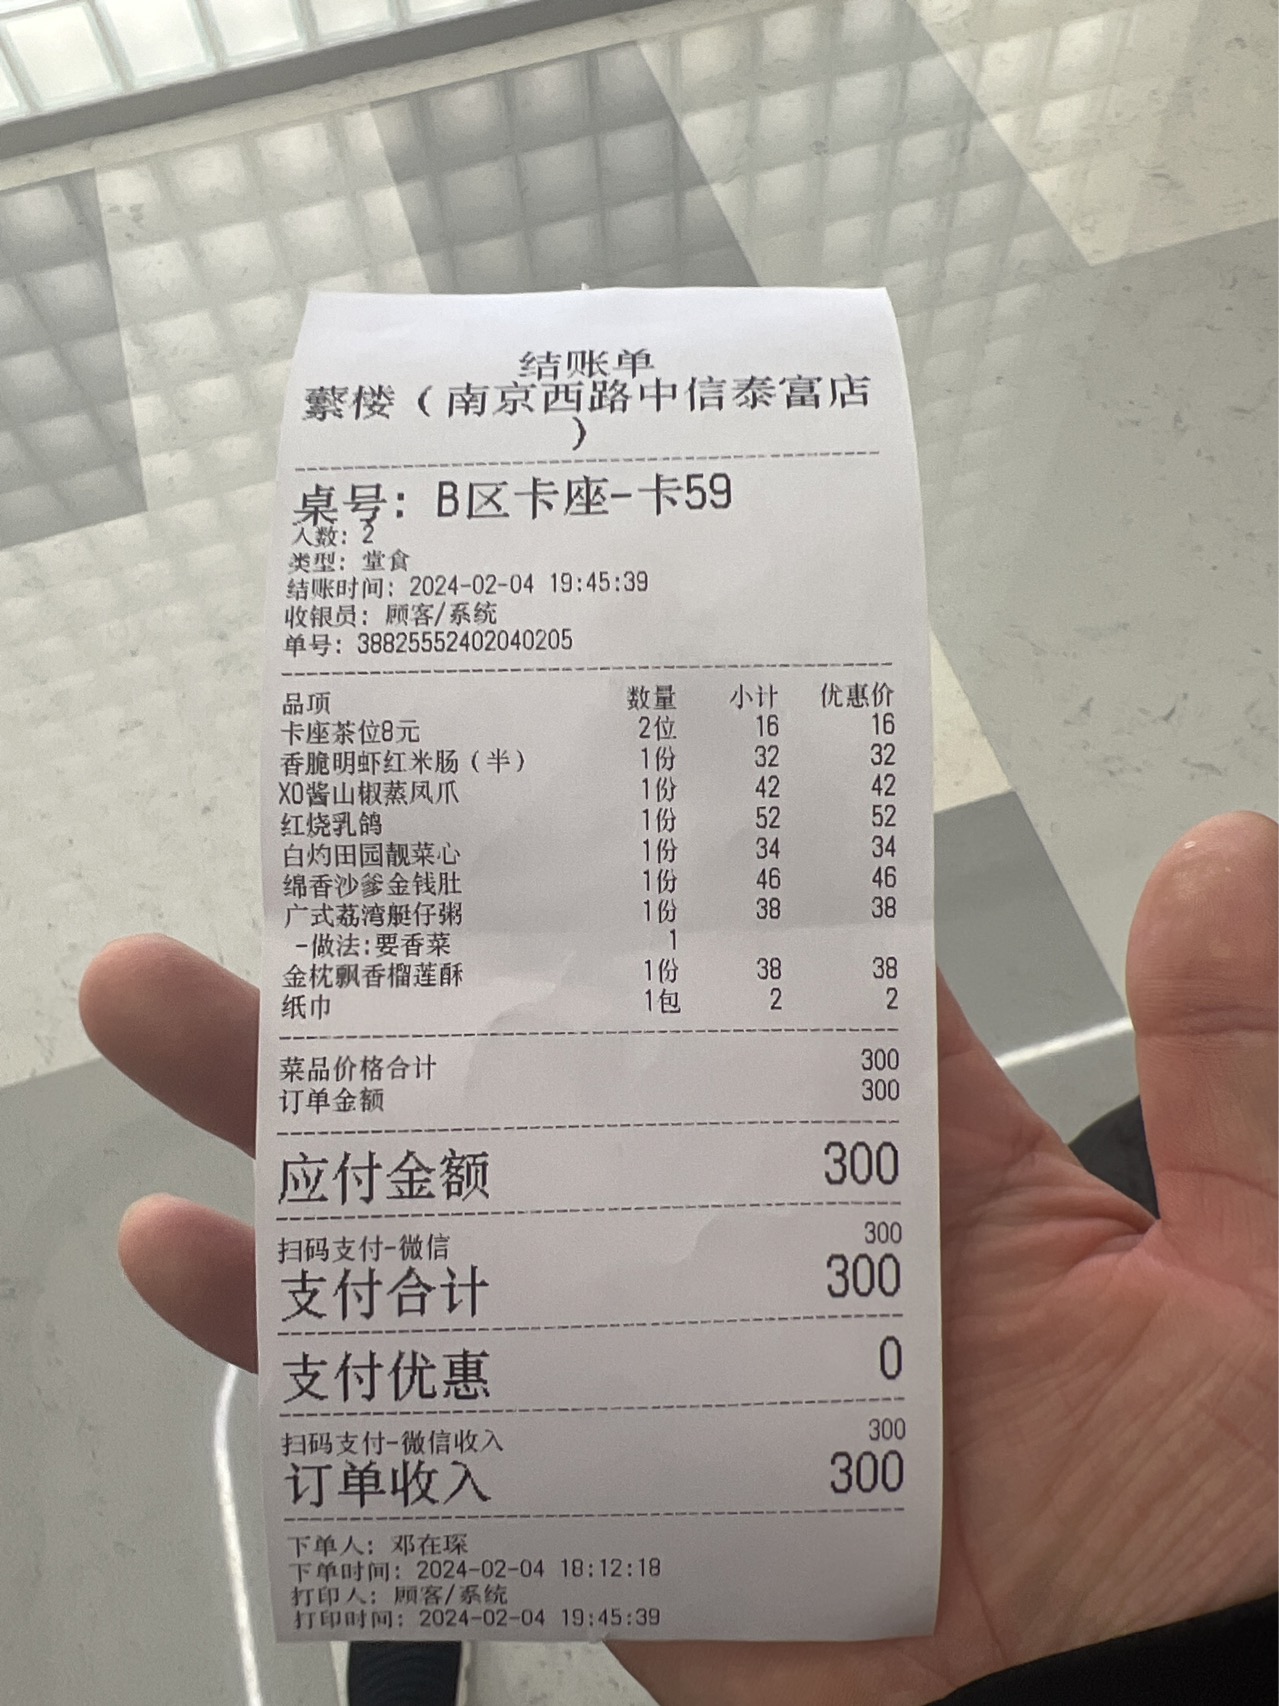 结账单
蘩楼（南京西路中信泰富店
）
桌号: B区卡座-卡59
人数: 2
类型: 堂食
结账时间: 2024-02-04 19:45:39
收银员: 顾客/系统
单号: 38825552402040205
品项 数量 小计 优惠价
卡座茶位8元 2位 16 16
香脆明虾红米肠（半） 1份 32 32
XO酱山椒蒸凤爪 1份 42 42
红烧乳鸽 1份 52 52
白灼田园靓菜心 1份 34 34
绵香沙爹金钱肚 1份 46 46
广式荔湾艇仔粥 1份 38 38
-做法:要香菜 1
金枕飘香榴莲酥 1份 38 38
纸巾 1包 2 2
菜品价格合计 300
订单金额 300
应付金额 300
扫码支付-微信 300
支付合计 300
支付优惠 0
扫码支付-微信收入 300
订单收入 300
下单人: 邓在琛
下单时间: 2024-02-04 18:12:18
打印人: 顾客/系统
打印时间: 2024-02-04 19:45:39